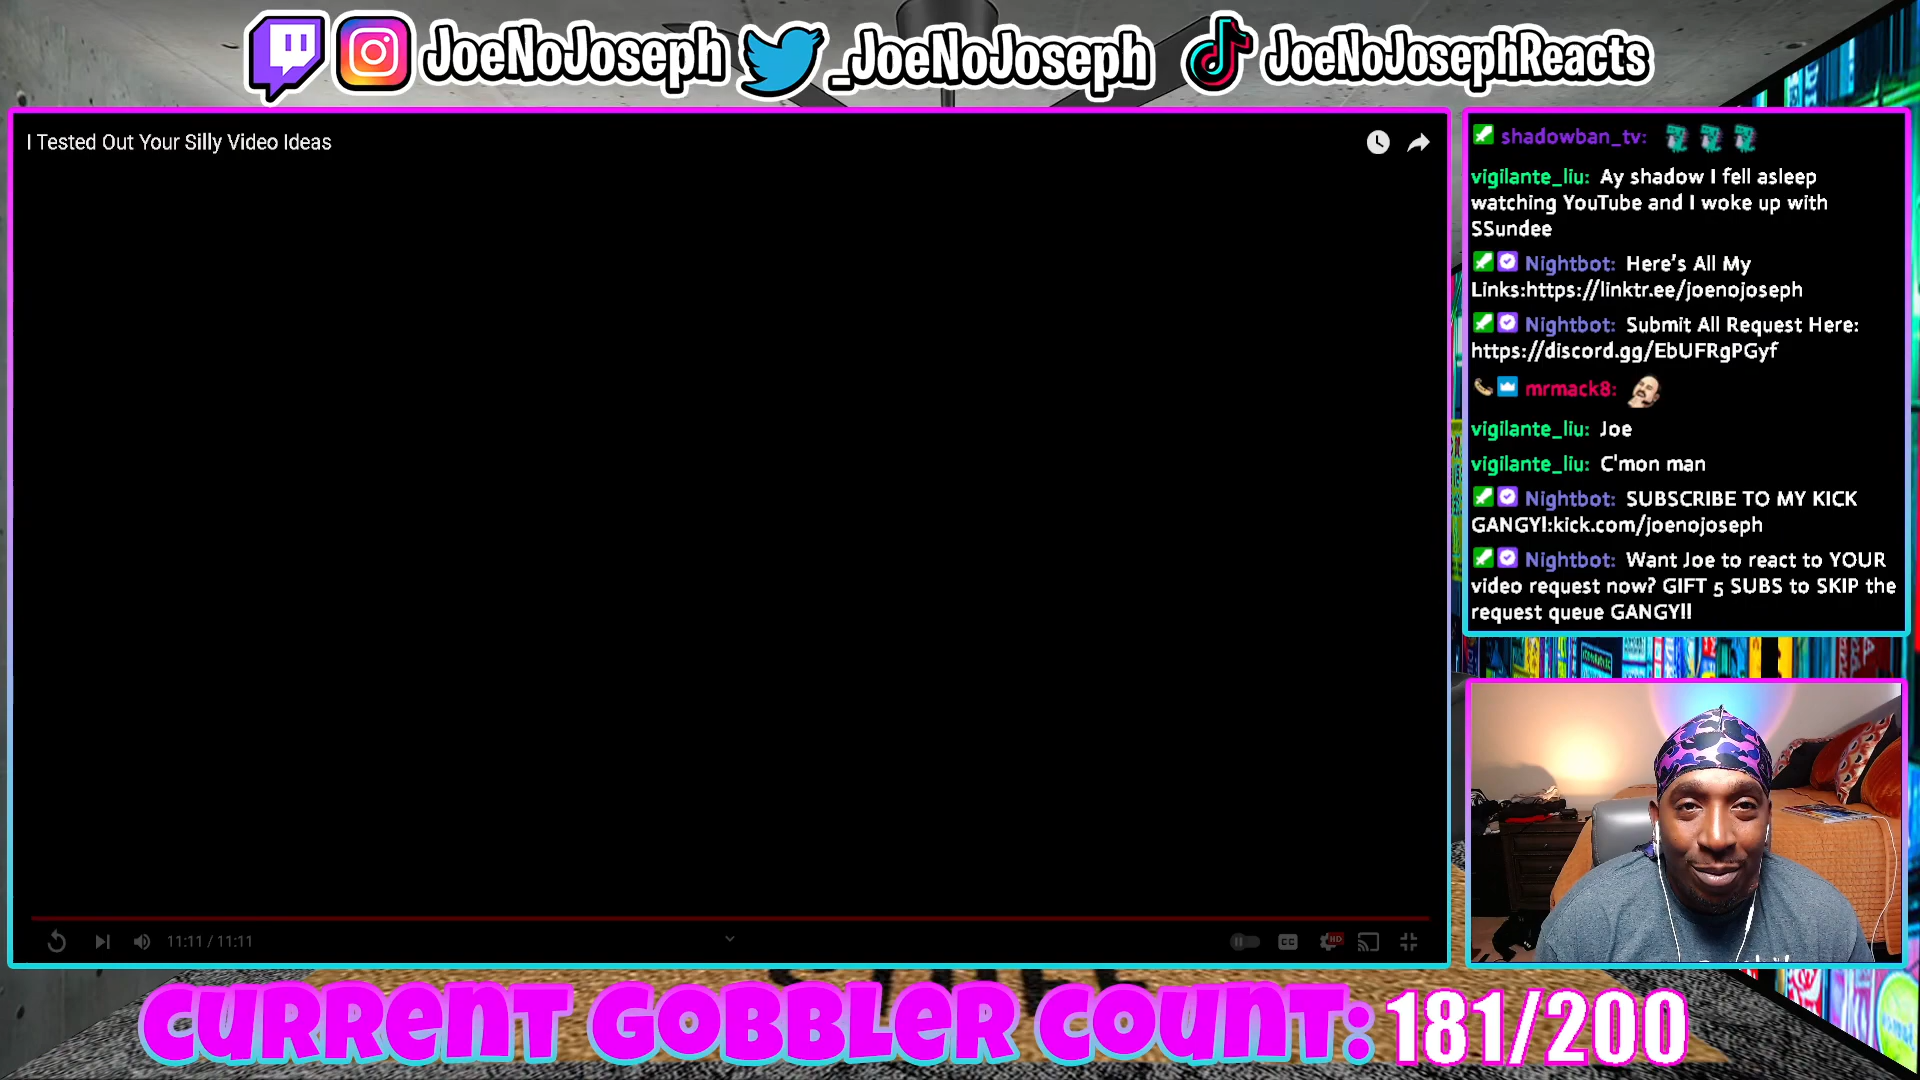 JoeNoJoseph _JoeNoJoseph JoeNoJosephReacts
I Tested Out Your Silly Video Ideas
11:11 / 11:11
CC
HD
shadowban_tv:
vigilante_liu: Ay shadow I fell asleep
watching YouTube and I woke up with
SSundee
Nightbot: Here's All My
Links:https://linktr.ee/joenojoseph
Nightbot: Submit All Request Here:
https://discord.gg/EbUFRgPGyf
mrmack8:
vigilante_liu: Joe
vigilante_liu: C'mon man
Nightbot: SUBSCRIBE TO MY KICK
GANGY!:kick.com/joenojoseph
Nightbot: Want Joe to react to YOUR
video request now? GIFT 5 SUBS to SKIP the
request queue GANGY!!
CURRENT GOBBLER COUNT: 181/200